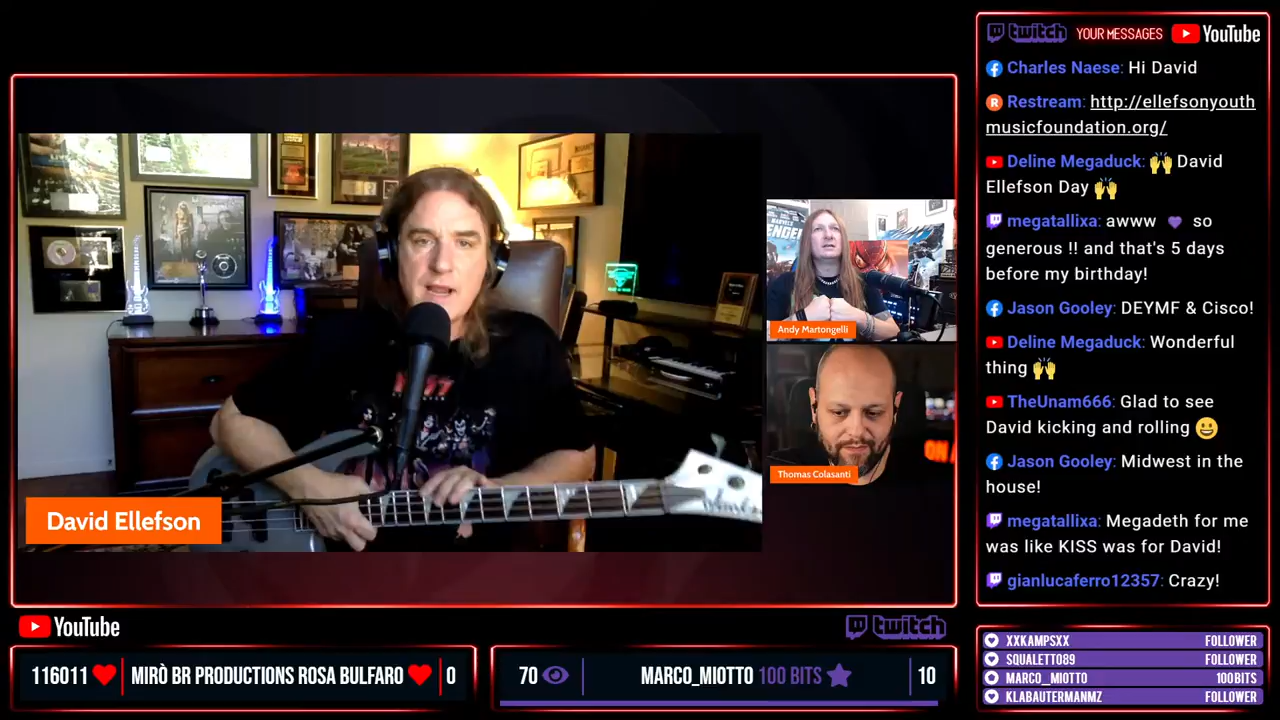 twitch YOUR MESSAGES YouTube
Charles Naese: Hi David
Restream: http://ellefsonyouth
musicfoundation.org/
Deline Megaduck: 🙌 David
Ellefson Day 🙌
megatallixa: awww 💜 so
generous !! and that's 5 days
before my birthday!
Jason Gooley: DEYMF & Cisco!
Deline Megaduck: Wonderful
thing 🙌
TheUnam666: Glad to see
David kicking and rolling 😀
Jason Gooley: Midwest in the
house!
megatallixa: Megadeth for me
was like KISS was for David!
gianlucaferro12357: Crazy!
Andy Martongelli
Thomas Colasanti
David Ellefson
YouTube
twitch
116011 ❤ MIRÒ BR PRODUCTIONS ROSA BULFARO ❤ 0
70 MARCO_MIOTTO 100 BITS ★ 10
XXKAMPSXX FOLLOWER
SQUALETTO89 FOLLOWER
MARCO_MIOTTO 100BITS
KLABAUTERMANMZ FOLLOWER